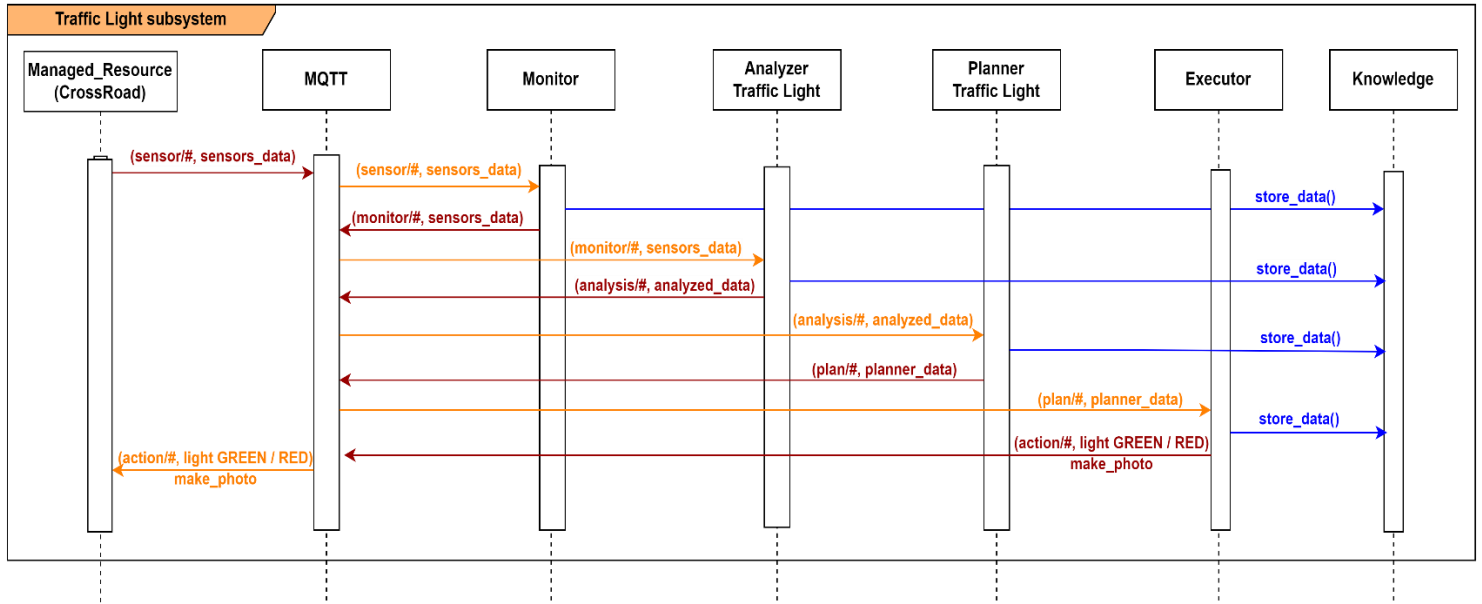 Traffic Light subsystem
Managed_Resource
(CrossRoad)
MQTT
Monitor
Analyzer
Traffic Light
Planner
Traffic Light
Executor
Knowledge
(sensor/#, sensors_data)
(sensor/#, sensors_data)
store_data()
(monitor/#, sensors_data)
(monitor/#, sensors_data)
store_data()
(analysis/#, analyzed_data)
(analysis/#, analyzed_data)
store_data()
(plan/#, planner_data)
(plan/#, planner_data)
store_data()
(action/#, light GREEN / RED)
make_photo
(action/#, light GREEN / RED)
make_photo